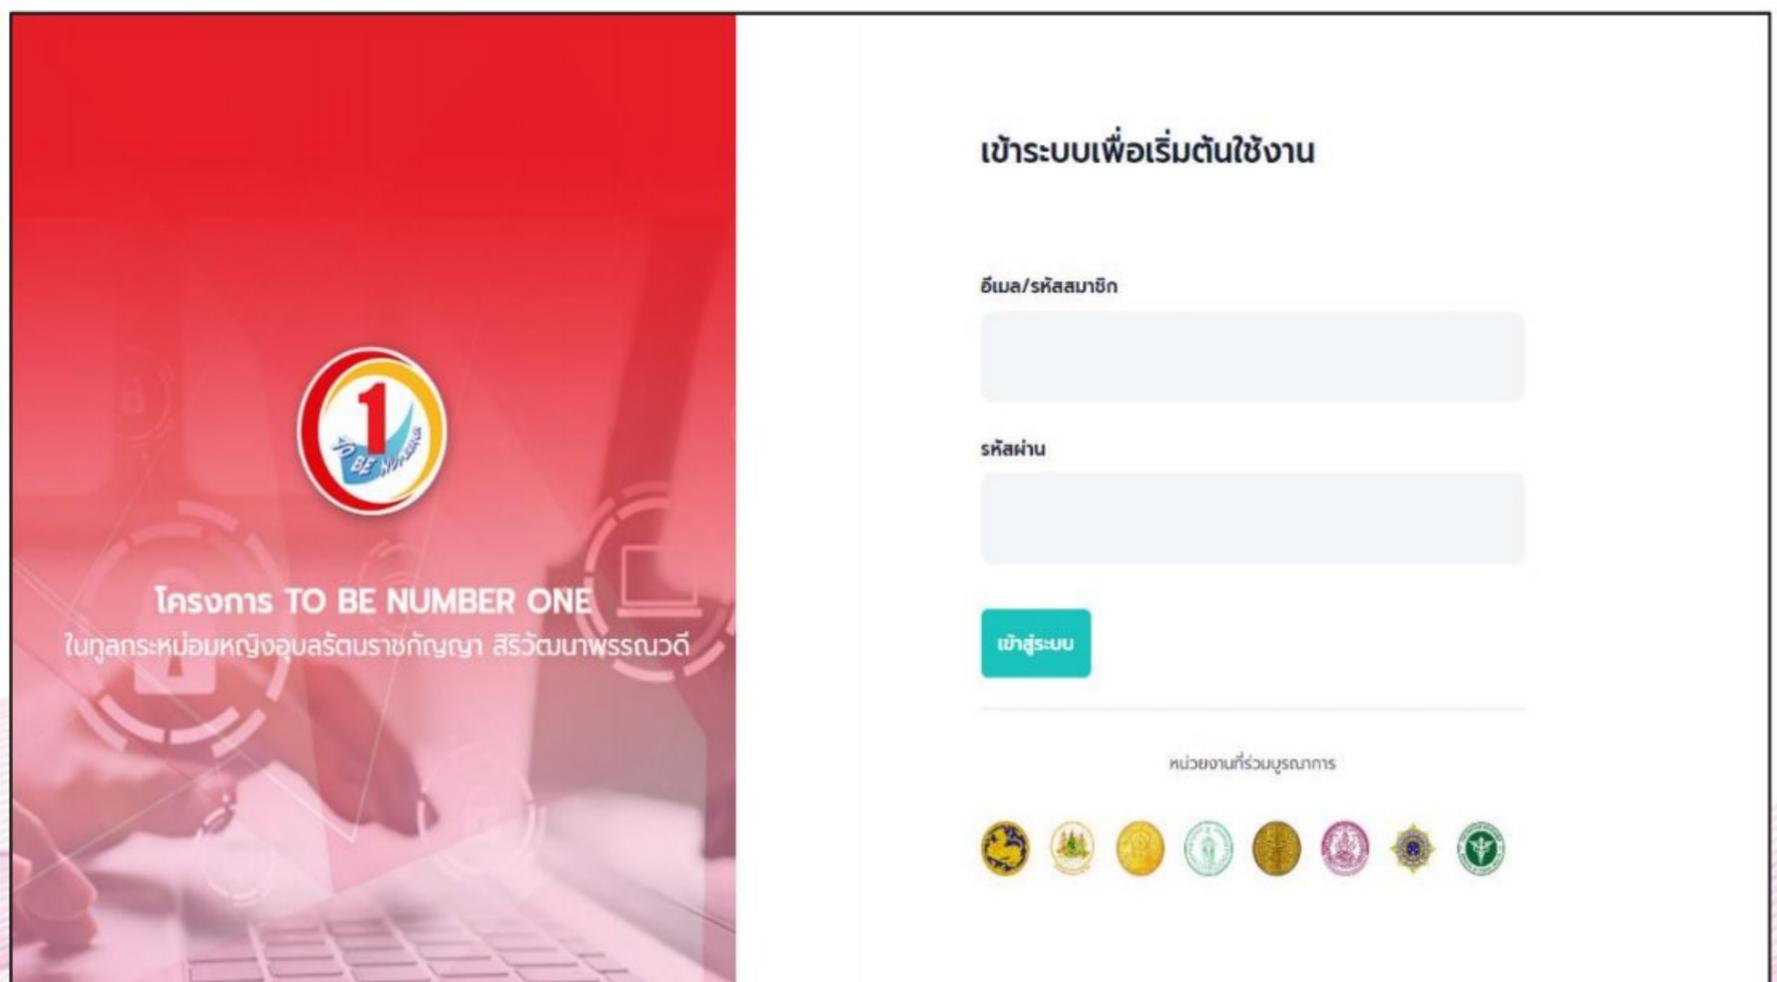 1
TO BE NUMBER
โครงการ TO BE NUMBER ONE
ในทูลกระหม่อมหญิงอุบลรัตนราชกัญญา สิริวัฒนาพรรณวดี
เข้าระบบเพื่อเริ่มต้นใช้งาน
อีเมล/รหัสสมาชิก
รหัสผ่าน
เข้าสู่ระบบ
หน่วยงานที่ร่วมบูรณาการ